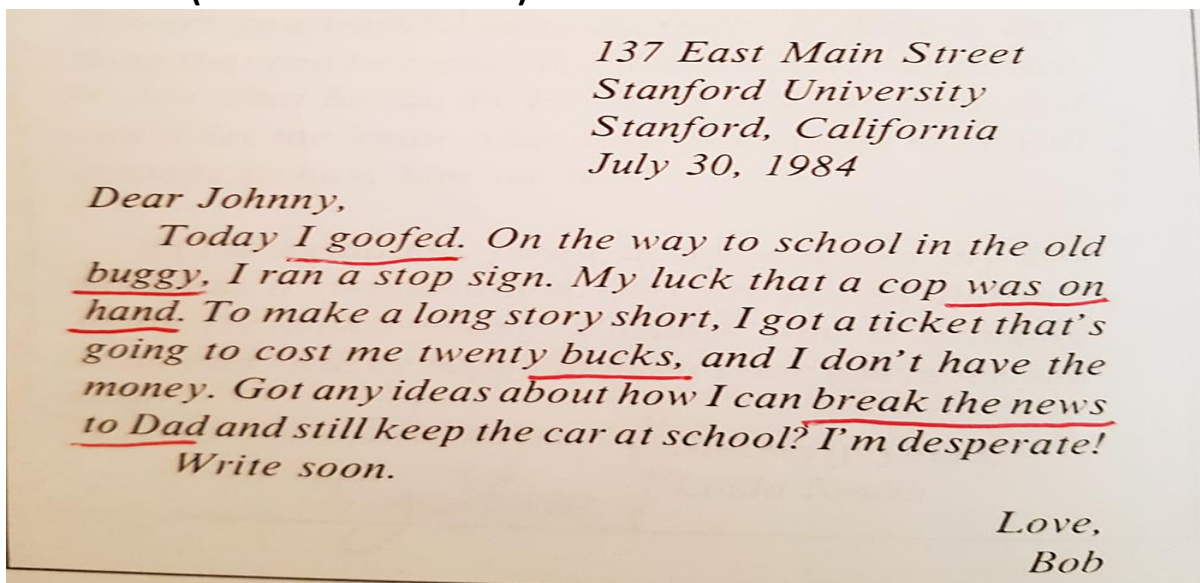 137 East Main Street
Stanford University
Stanford, California
July 30, 1984
Dear Johnny,
Today I goofed. On the way to school in the old
buggy, I ran a stop sign. My luck that a cop was on
hand. To make a long story short, I got a ticket that's
going to cost me twenty bucks, and I don't have the
money. Got any ideas about how I can break the news
to Dad and still keep the car at school? I'm desperate!
Write soon.
Love,
Bob